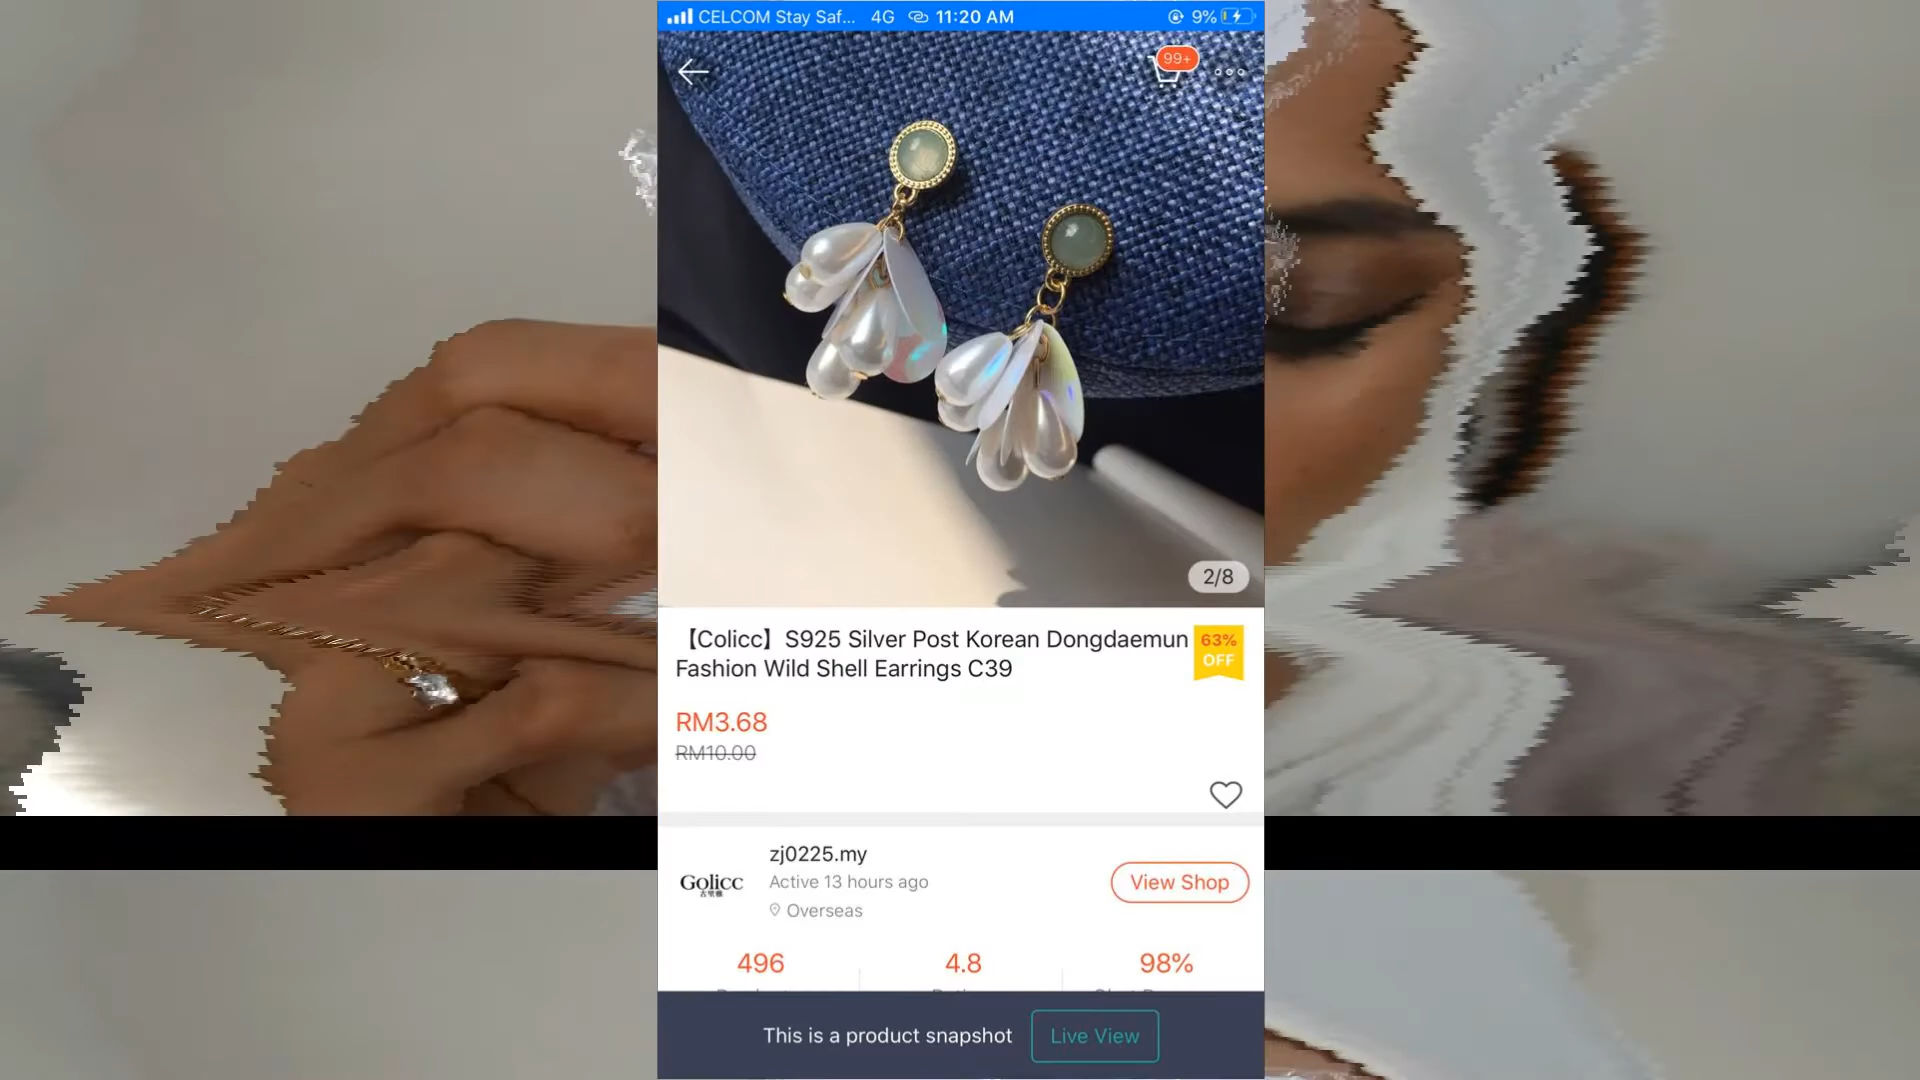 CELCOM Stay Saf... 4G 11:20 AM 9%
99+
2/8
【Colicc】S925 Silver Post Korean Dongdaemun
Fashion Wild Shell Earrings C39
63%
OFF
RM3.68
RM10.00
Golicc
zj0225.my
Active 13 hours ago
Overseas
View Shop
496 4.8 98%
This is a product snapshot
Live View